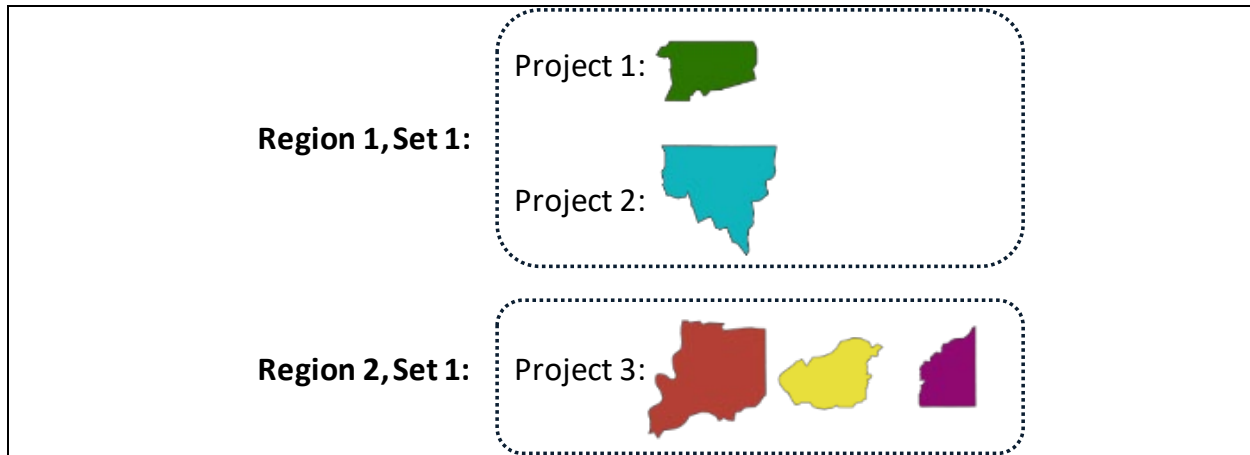 Project 1:
Region 1, Set 1:
Project 2:
Region 2, Set 1:
Project 3: